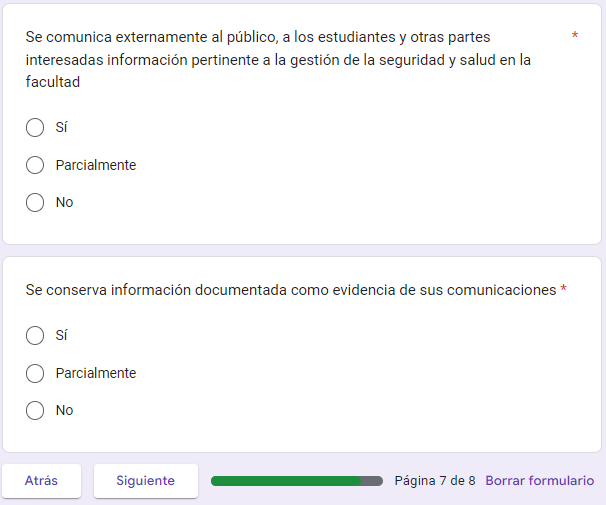 Se comunica externamente al público, a los estudiantes y otras partes *
interesadas información pertinente a la gestión de la seguridad y salud en la
facultad
Sí
Parcialmente
No
Se conserva información documentada como evidencia de sus comunicaciones *
Sí
Parcialmente
No
Atrás Siguiente Página 7 de 8 Borrar formulario